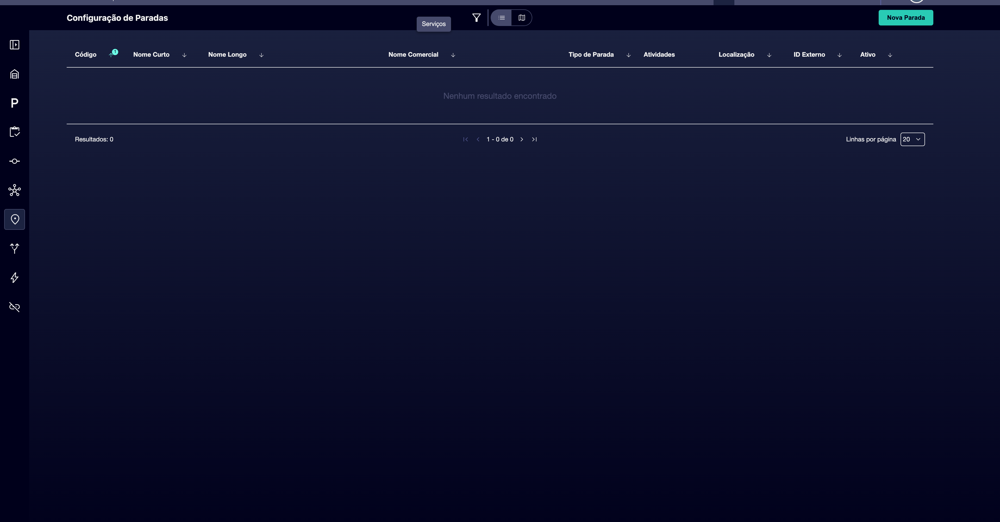 Configuração de Paradas
Serviços
Nova Parada
Código 1 Nome Curto Nome Longo Nome Comercial Tipo de Parada Atividades Localização ID Externo Ativo
Nenhum resultado encontrado
Resultados: 0 1 - 0 de 0 Linhas por página 20
P